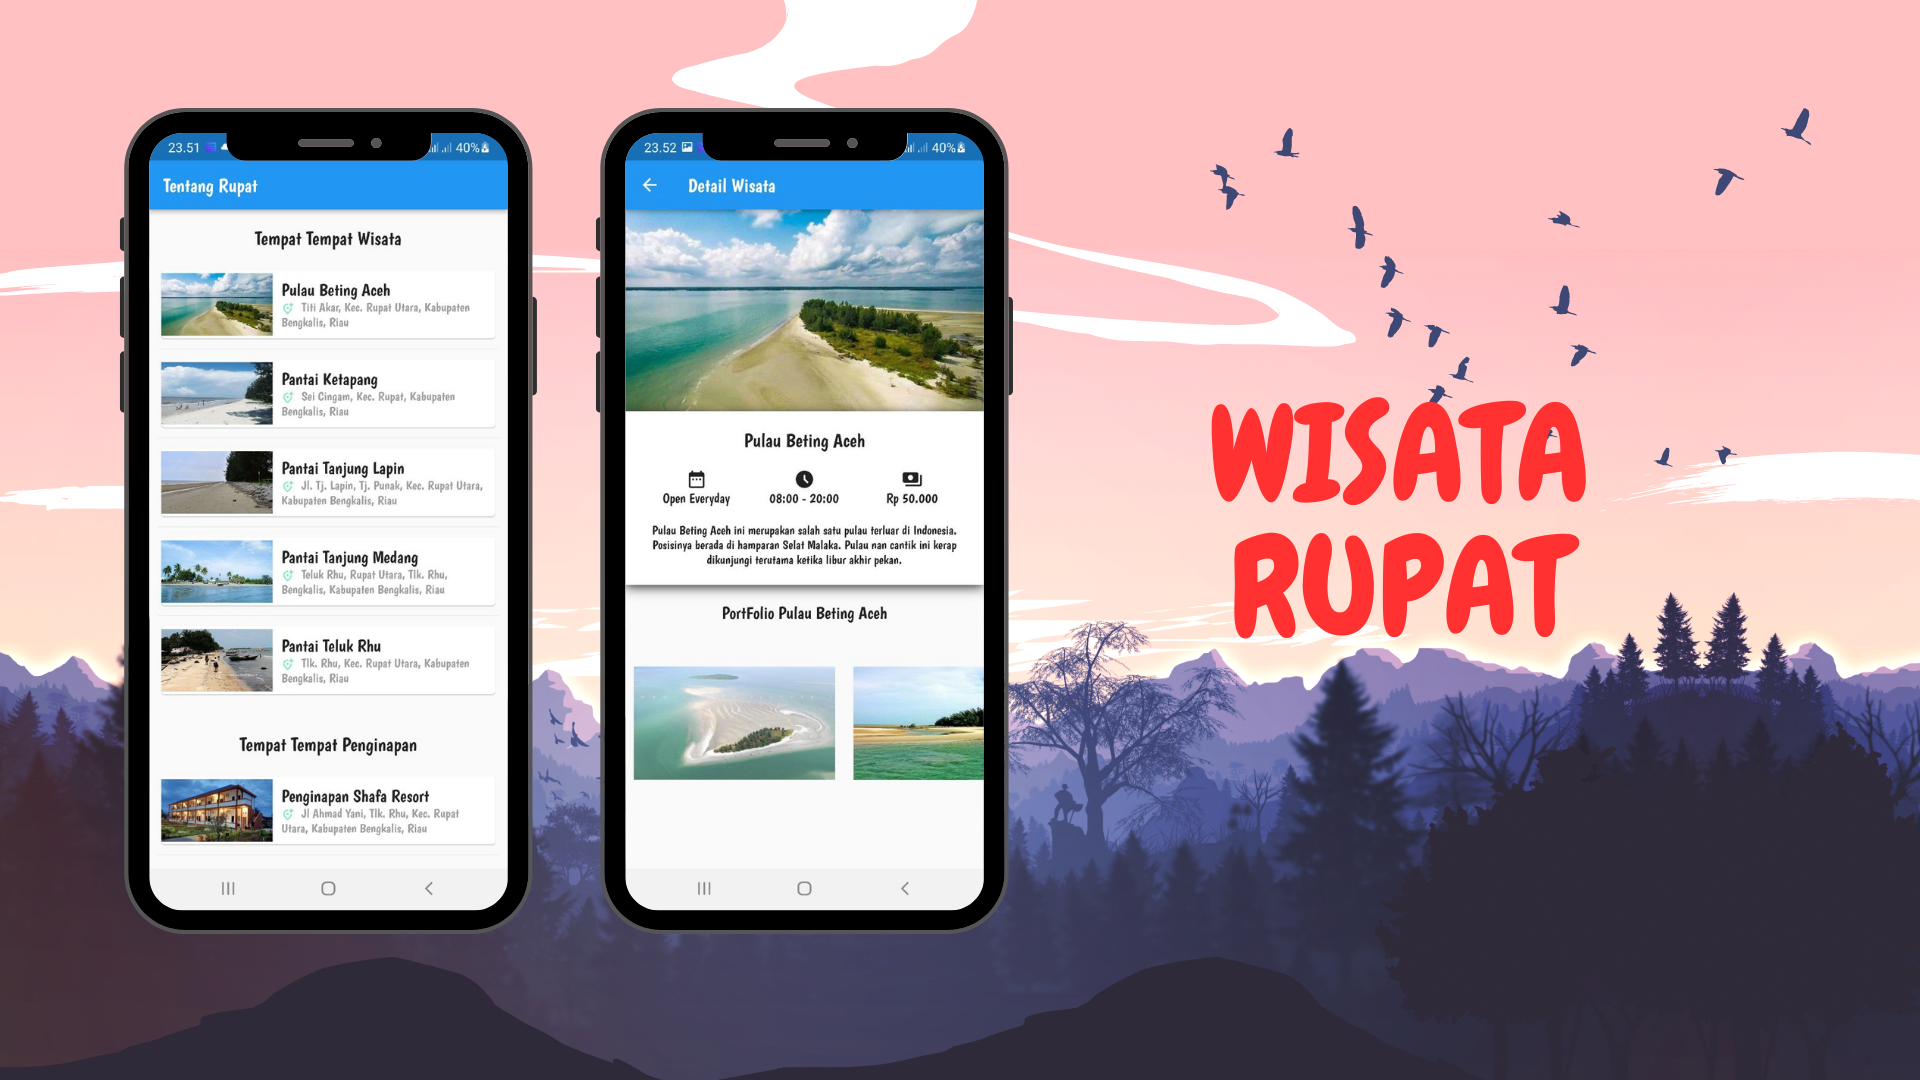 23.51
40%
Tentang Rupat
Tempat Tempat Wisata
Pulau Beting Aceh
Titi Akar, Kec. Rupat Utara, Kabupaten
Bengkalis, Riau
Pantai Ketapang
Sei Cingam, Kec. Rupat, Kabupaten
Bengkalis, Riau
Pantai Tanjung Lapin
Jl. Tj. Lapin, Tj. Punak, Kec. Rupat Utara,
Kabupaten Bengkalis, Riau
Pantai Tanjung Medang
Teluk Rhu, Rupat Utara, Tlk. Rhu,
Bengkalis, Kabupaten Bengkalis, Riau
Pantai Teluk Rhu
Tlk. Rhu, Kec. Rupat Utara, Kabupaten
Bengkalis, Riau
Tempat Tempat Penginapan
Penginapan Shafa Resort
Jl Ahmad Yani, Tlk. Rhu, Kec. Rupat
Utara, Kabupaten Bengkalis, Riau
23.52
40%
Detail Wisata
Pulau Beting Aceh
Open Everyday
08:00 - 20:00
Rp 50.000
Pulau Beting Aceh ini merupakan salah satu pulau terluar di Indonesia.
Posisinya berada di hamparan Selat Malaka. Pulau nan cantik ini kerap
dikunjungi terutama ketika libur akhir pekan.
PortFolio Pulau Beting Aceh
WISATA
RUPAT